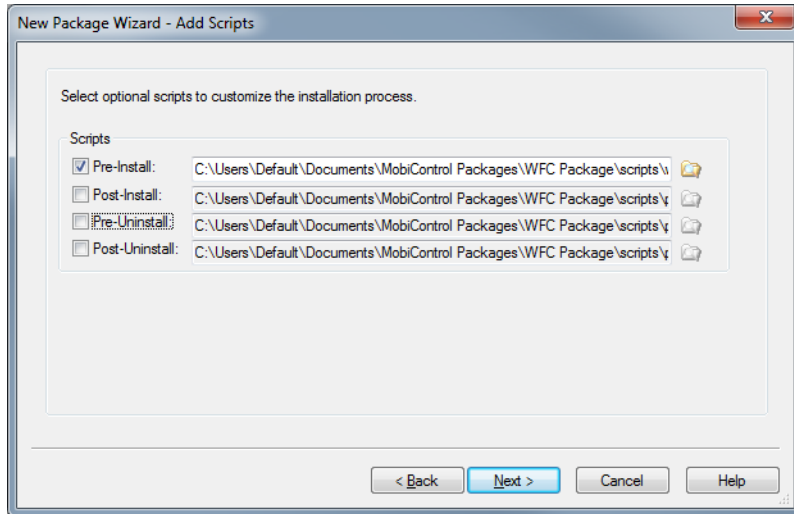 New Package Wizard - Add Scripts
Select optional scripts to customize the installation process.
Scripts
Pre-Install: C:\Users\Default\Documents\MobiControl Packages\WFC Package\scripts\
Post-Install: C:\Users\Default\Documents\MobiControl Packages\WFC Package\scripts\
Pre-Uninstall: C:\Users\Default\Documents\MobiControl Packages\WFC Package\scripts\
Post-Uninstall: C:\Users\Default\Documents\MobiControl Packages\WFC Package\scripts\
< Back Next > Cancel Help